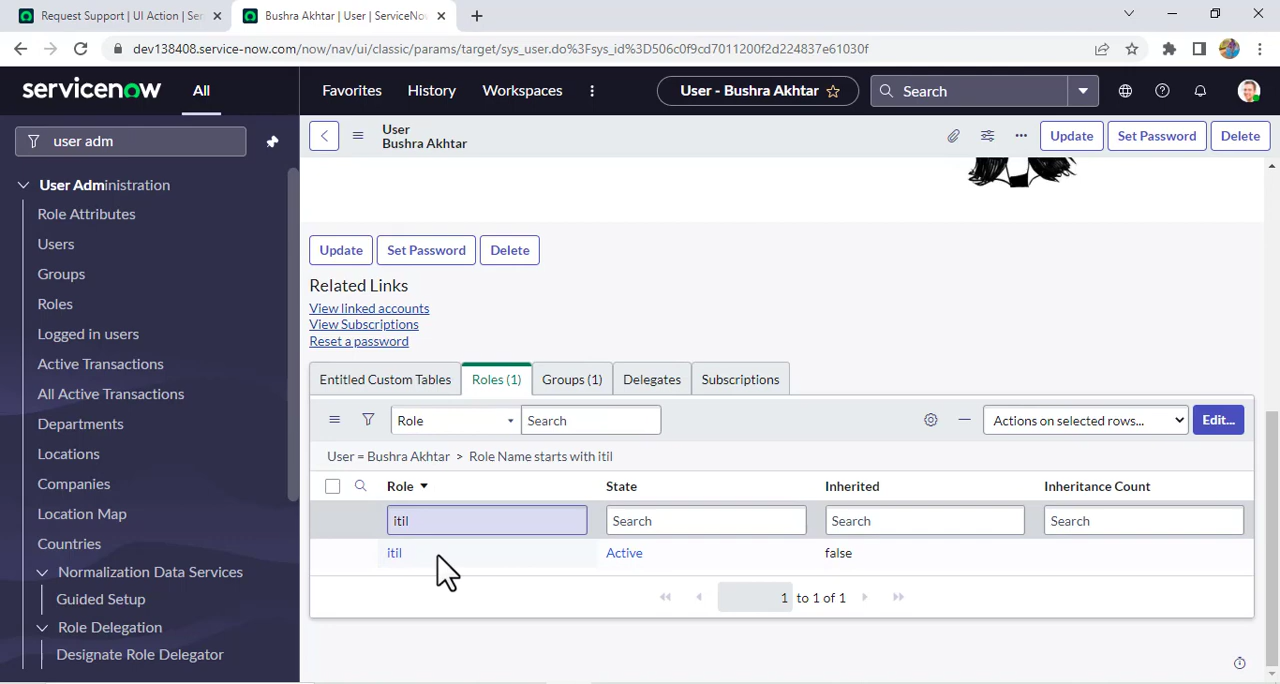 Request Support | UI Action | Ser
Bushra Akhtar | User | ServiceNo
dev138408.service-now.com/now/nav/ui/classic/params/target/sys_user.do%3Fsys_id%3D506c0f9cd7011200f2d224837e61030f
servicenow All Favorites History Workspaces User - Bushra Akhtar Search
user adm
User Bushra Akhtar
Update Set Password Delete
User Administration
Role Attributes
Users
Groups
Roles
Logged in users
Active Transactions
All Active Transactions
Departments
Locations
Companies
Location Map
Countries
Normalization Data Services
Guided Setup
Role Delegation
Designate Role Delegator
Update Set Password Delete
Related Links
View linked accounts
View Subscriptions
Reset a password
Entitled Custom Tables Roles (1) Groups (1) Delegates Subscriptions
Role Search Actions on selected rows... Edit...
User = Bushra Akhtar > Role Name starts with itil
Role State Inherited Inheritance Count
itil Search Search Search
itil Active false
1 to 1 of 1